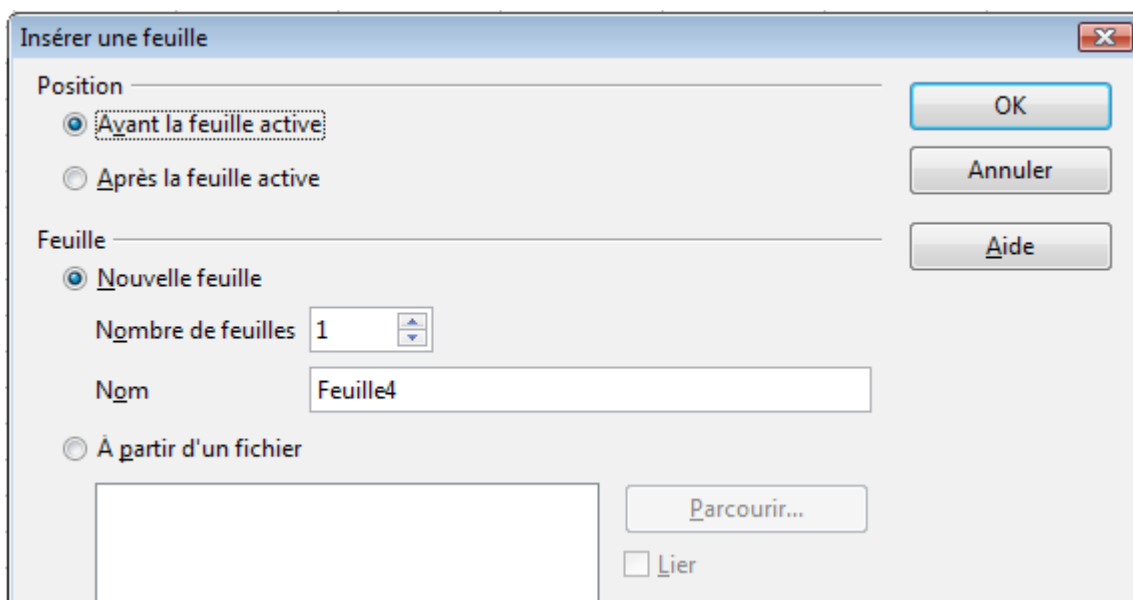 Insérer une feuille
Position
Avant la feuille active
Après la feuille active
OK
Annuler
Aide
Feuille
Nouvelle feuille
Nombre de feuilles 1
Nom Feuille4
À partir d'un fichier
Parcourir...
Lier